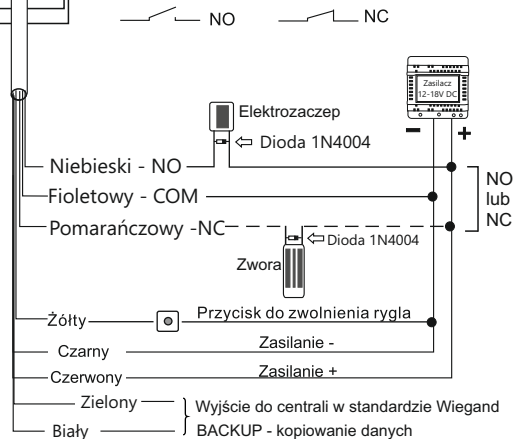 NO
NC
Zasilacz
12-18V DC
Elektrozaczep
Dioda 1N4004
- +
Niebieski - NO
Fioletowy - COM
Pomarańczowy -NC
NO
lub
NC
Dioda 1N4004
Zwora
Żółty
Przycisk do zwolnienia rygla
Czarny
Zasilanie -
Czerwony
Zasilanie +
Zielony
Wyjście do centrali w standardzie Wiegand
Biały
BACKUP - kopiowanie danych